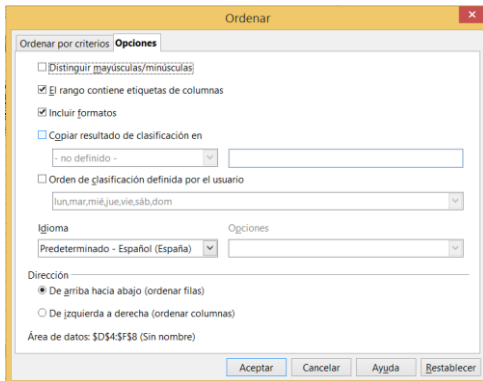 Ordenar
Ordenar por criterios Opciones
Distinguir mayúsculas/minúsculas
El rango contiene etiquetas de columnas
Incluir formatos
Copiar resultado de clasificación en
- no definido -
Orden de clasificación definida por el usuario
lun,mar,mié,jue,vie,sáb,dom
Idioma Opciones
Predeterminado - Español (España)
Dirección
De arriba hacia abajo (ordenar filas)
De izquierda a derecha (ordenar columnas)
Área de datos: $D$4:$F$8 (Sin nombre)
Aceptar Cancelar Ayuda Restablecer